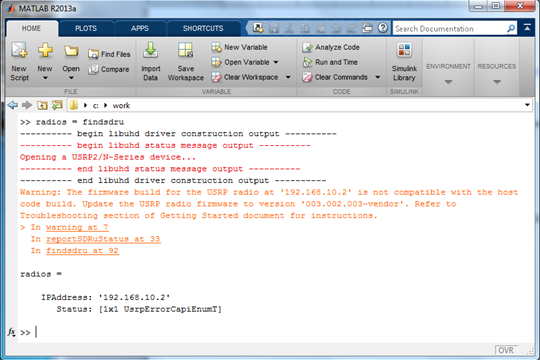 MATLAB R2013a
HOME PLOTS APPS SHORTCUTS Search Documentation
New Script
New
Open
Find Files
Compare
Import Data
Save Workspace
New Variable
Open Variable
Clear Workspace
Analyze Code
Run and Time
Clear Commands
Simulink Library
ENVIRONMENT
RESOURCES
FILE VARIABLE CODE SIMULINK
c: work
>> radios = findsdru
---------- begin libuhd driver construction output ----------
---------- begin libuhd status message output ----------
Opening a USRP2/N-Series device...
---------- end libuhd status message output ----------
---------- end libuhd driver construction output ----------
Warning: The firmware build for the USRP radio at '192.168.10.2' is not compatible with the host
code build. Update the USRP radio firmware to version '003.002.003-vendor'. Refer to
Troubleshooting section of Getting Started document for instructions.
> In warning at 7
In reportSDRuStatus at 33
In findsdru at 92
radios =
IPAddress: '192.168.10.2'
Status: [1x1 UsrpErrorCapiEnumT]
fx >>
OVR